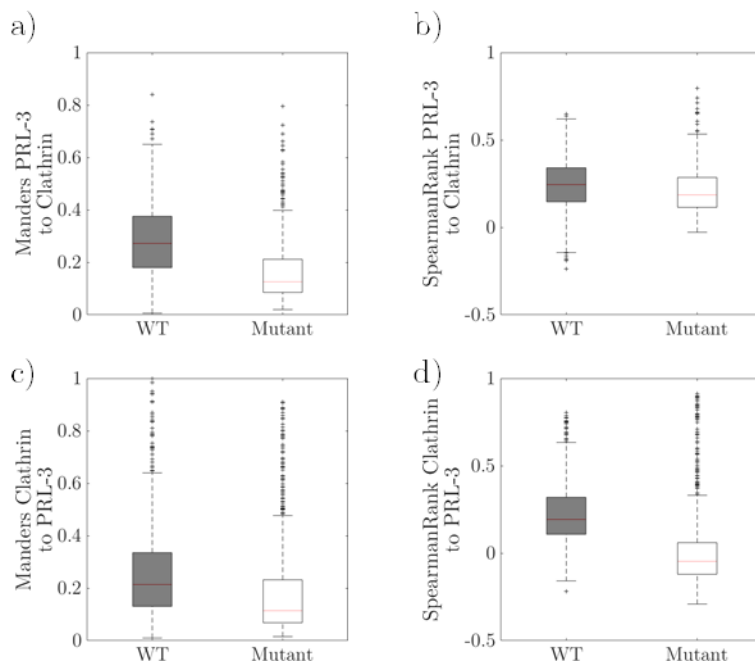 a)
Manders PRL-3
to Clathrin
1
0.8
0.6
0.4
0.2
0
WT
Mutant
b)
SpearmanRank PRL-3
to Clathrin
1
0.5
0
-0.5
WT
Mutant
c)
Manders Clathrin
to PRL-3
1
0.8
0.6
0.4
0.2
0
WT
Mutant
d)
SpearmanRank Clathrin
to PRL-3
1
0.5
0
-0.5
WT
Mutant